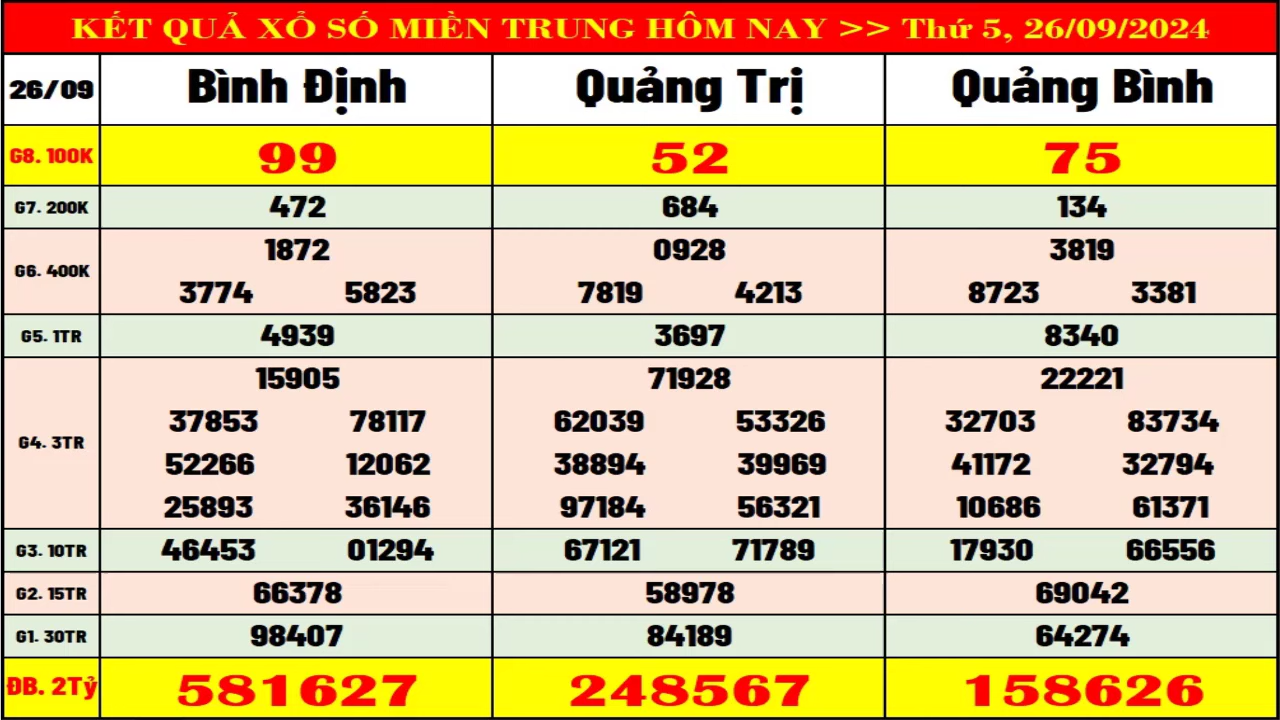 KẾT QUẢ XỔ SỐ MIỀN TRUNG HÔM NAY >> Thứ 5, 26/09/2024
26/09 Bình Định Quảng Trị Quảng Bình
G8. 100K 99 52 75
G7. 200K 472 684 134
1872 0928 3819
G6. 400K
3774 5823 7819 4213 8723 3381
G5. 1TR 4939 3697 8340
15905 71928 22221
37853 78117 62039 53326 32703 83734
G4. 3TR
52266 12062 38894 39969 41172 32794
25893 36146 97184 56321 10686 61371
G3. 10TR 46453 01294 67121 71789 17930 66556
G2. 15TR 66378 58978 69042
G1. 30TR 98407 84189 64274
ĐB. 2Tỷ 581627 248567 158626